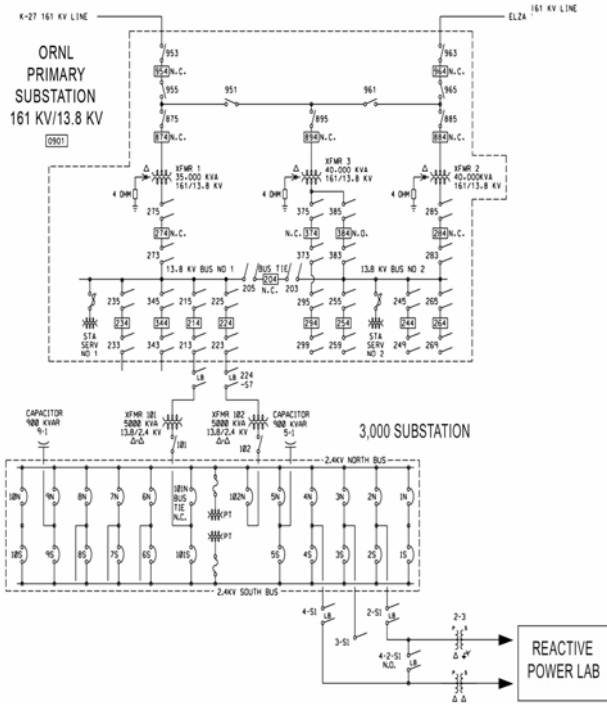 K-27 161 KV LINE
161 KV LINE
ELZA
ORNL
PRIMARY
SUBSTATION
161 KV/13.8 KV
0901
953
954 N.C.
955
963
964 N.C.
965
951
961
875
874 N.C.
895
894 N.C.
885
884 N.C.
XFMR 1
35,000 KVA
161/13.8 KV
4 OHM
XFMR 3
40,000 KVA
161/13.8 KV
XFMR 2
40,000KVA
161/13.8 KV
4 OHM
275
274 N.C.
273
375
N.C. 374
373
385
384 N.O.
383
285
284 N.C.
283
13.8 KV BUS NO 1
BUS TIE
204
N.C.
205
203
13.8 KV BUS NO 2
STA
SERV
NO 1
235
234
233
345
344
343
215
214
213
225
224
223
295
294
299
255
254
259
STA
SERV
NO 2
245
244
249
265
264
269
LB
LB
224
-S7
CAPACITOR
900 KVAR
9-1
XFMR 101
5000 KVA
13.8/2.4 KV
Δ-Δ
101
XFMR 102
5000 KVA
13.8/2.4 KV
Δ-Δ
102
CAPACITOR
900 KVAR
5-1
3,000 SUBSTATION
2.4KV NORTH BUS
10N
9N
8N
7N
6N
101N
BUS
TIE
N.C.
102N
5N
4N
3N
2N
1N
CPT
CPT
10S
9S
8S
7S
6S
101S
5S
4S
3S
2S
1S
2.4KV SOUTH BUS
4-S1
LB
3-S1
2-S1
LB
4-2-S1
N.O.
LB
2-3
P S
Δ
P S
Δ Δ
REACTIVE
POWER LAB